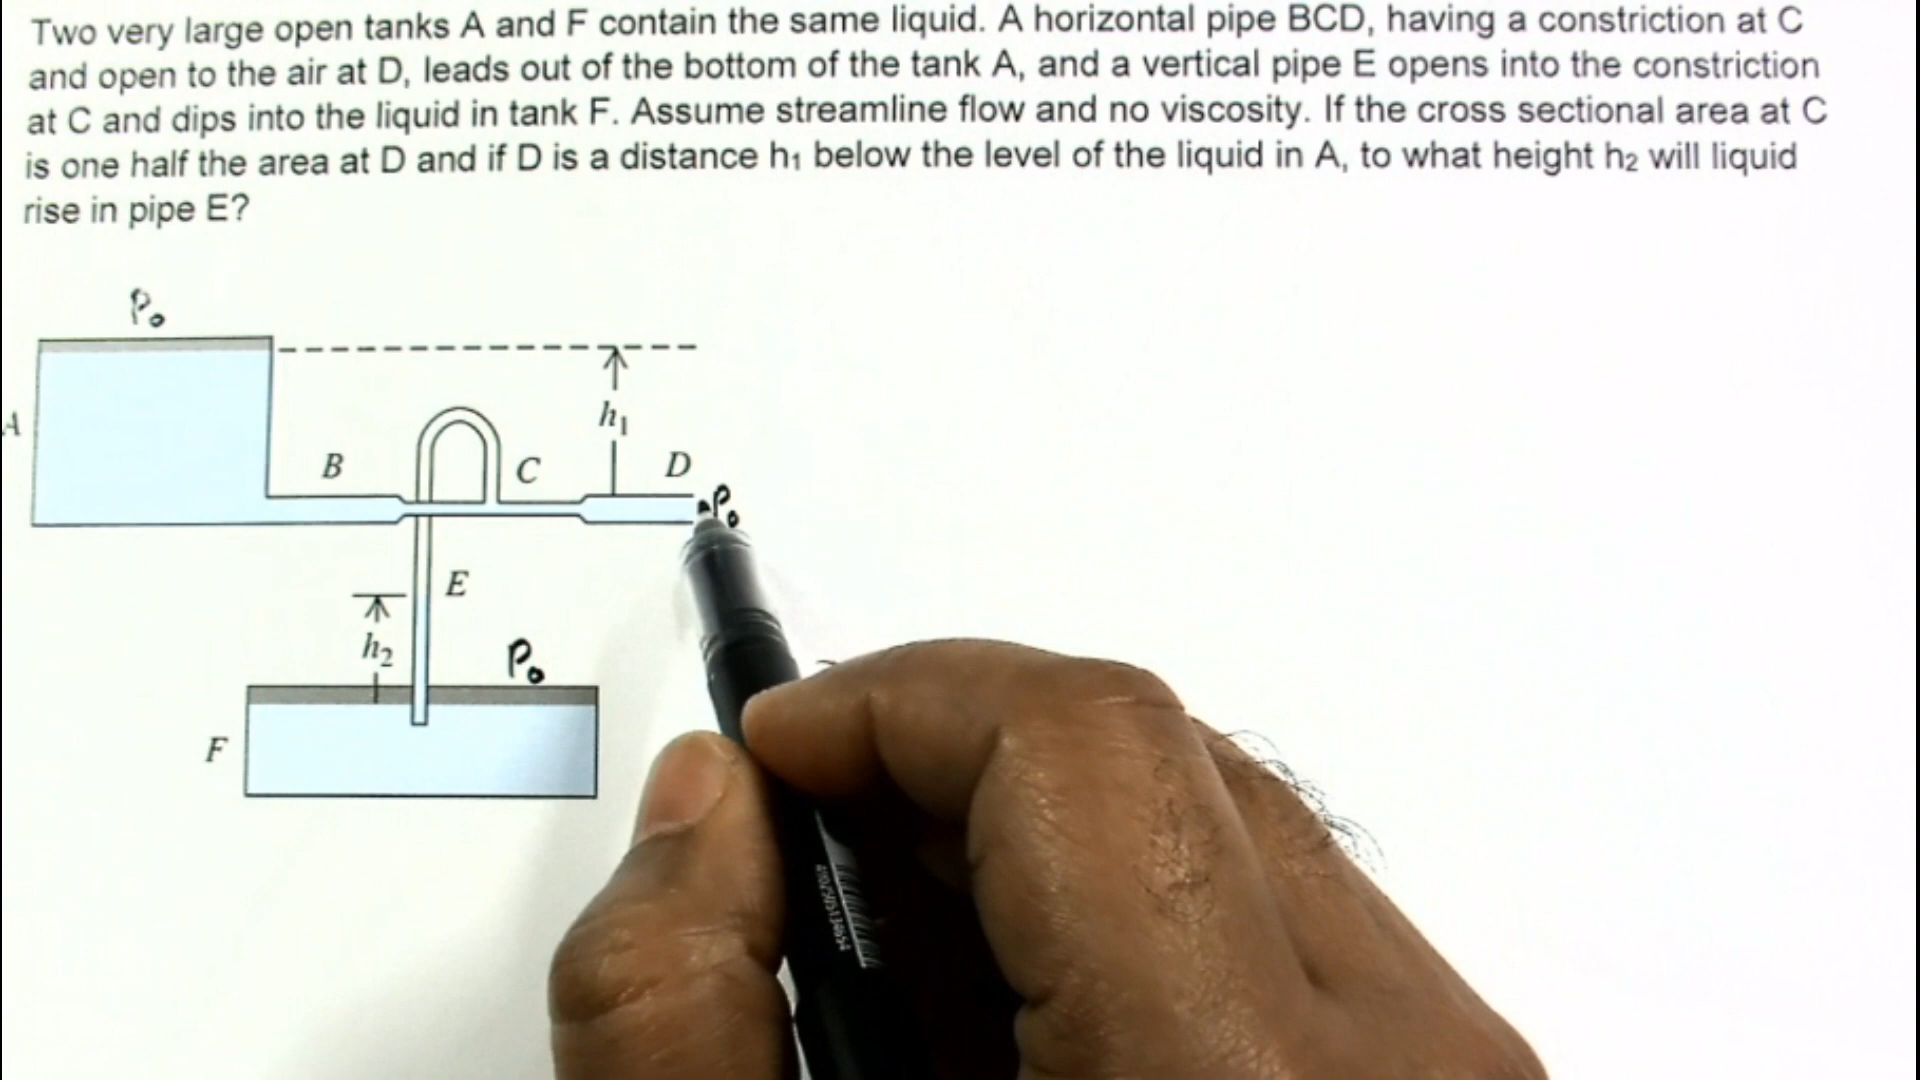 Two very large open tanks A and F contain the same liquid. A horizontal pipe BCD, having a constriction at C
and open to the air at D, leads out of the bottom of the tank A, and a vertical pipe E opens into the constriction
at C and dips into the liquid in tank F. Assume streamline flow and no viscosity. If the cross sectional area at C
is one half the area at D and if D is a distance h₁ below the level of the liquid in A, to what height h₂ will liquid
rise in pipe E?
P₀
A
h₁
B
C
D
P₀
E
h₂
P₀
F